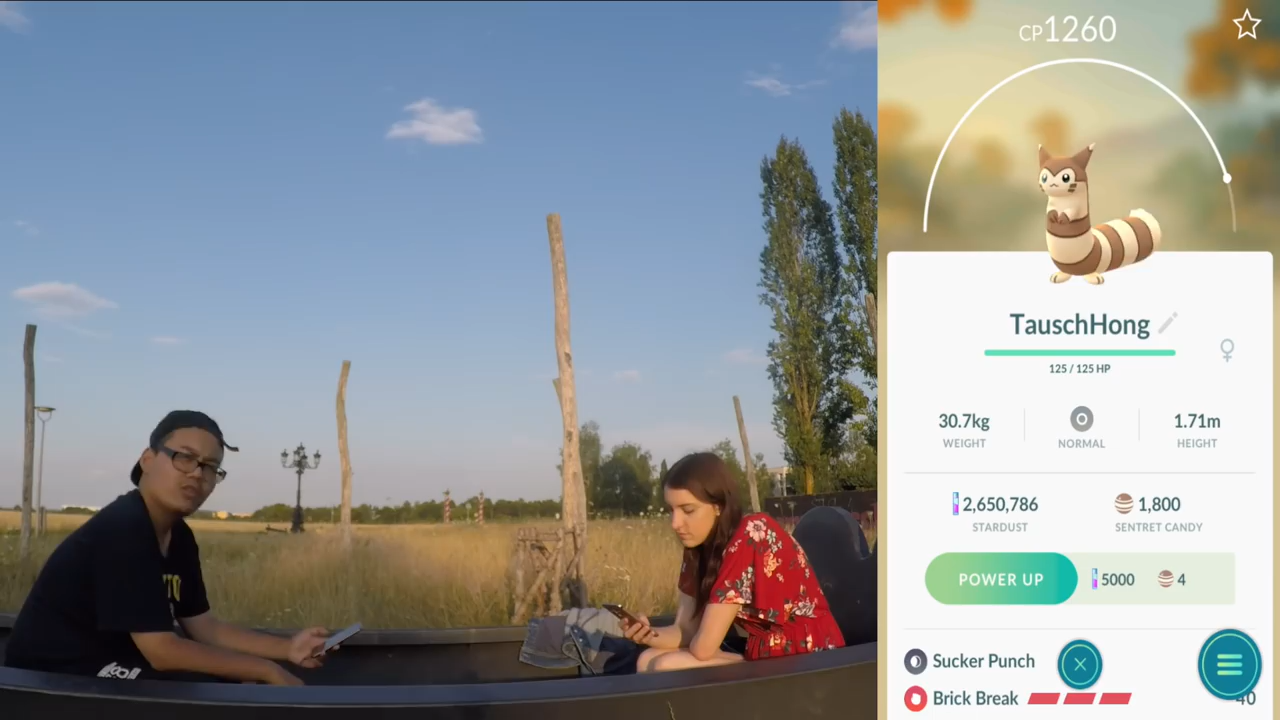 CP1260
TauschHong
125 / 125 HP
30.7kg
WEIGHT
NORMAL
1.71m
HEIGHT
2,650,786
STARDUST
1,800
SENTRET CANDY
POWER UP
5000
4
Sucker Punch
Brick Break
40